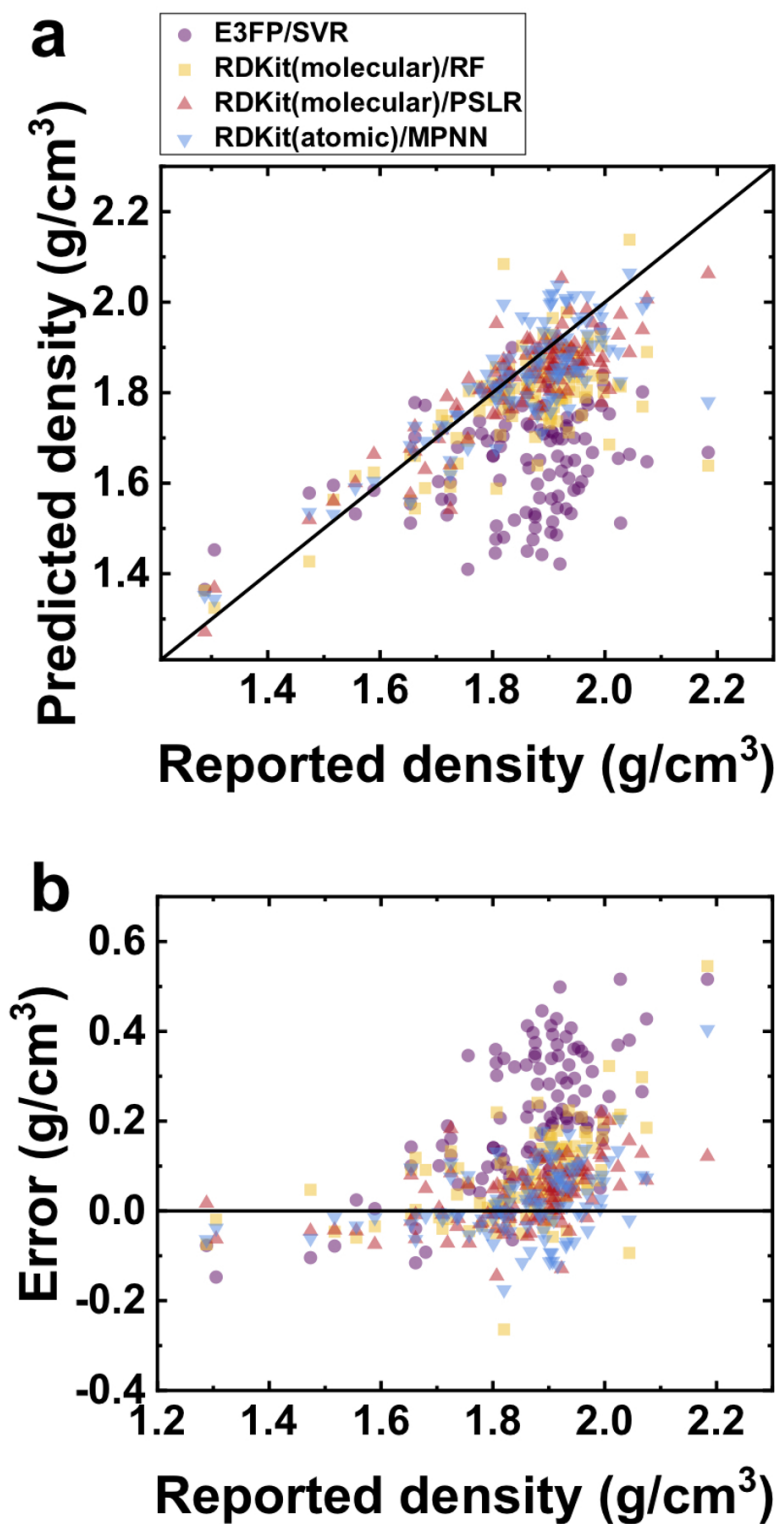 a
E3FP/SVR
RDKit(molecular)/RF
RDKit(molecular)/PSLR
RDKit(atomic)/MPNN
Predicted density (g/cm³)
2.2
2.0
1.8
1.6
1.4
1.4 1.6 1.8 2.0 2.2
Reported density (g/cm³)
b
Error (g/cm³)
0.6
0.4
0.2
0.0
-0.2
-0.4
1.2 1.4 1.6 1.8 2.0 2.2
Reported density (g/cm³)